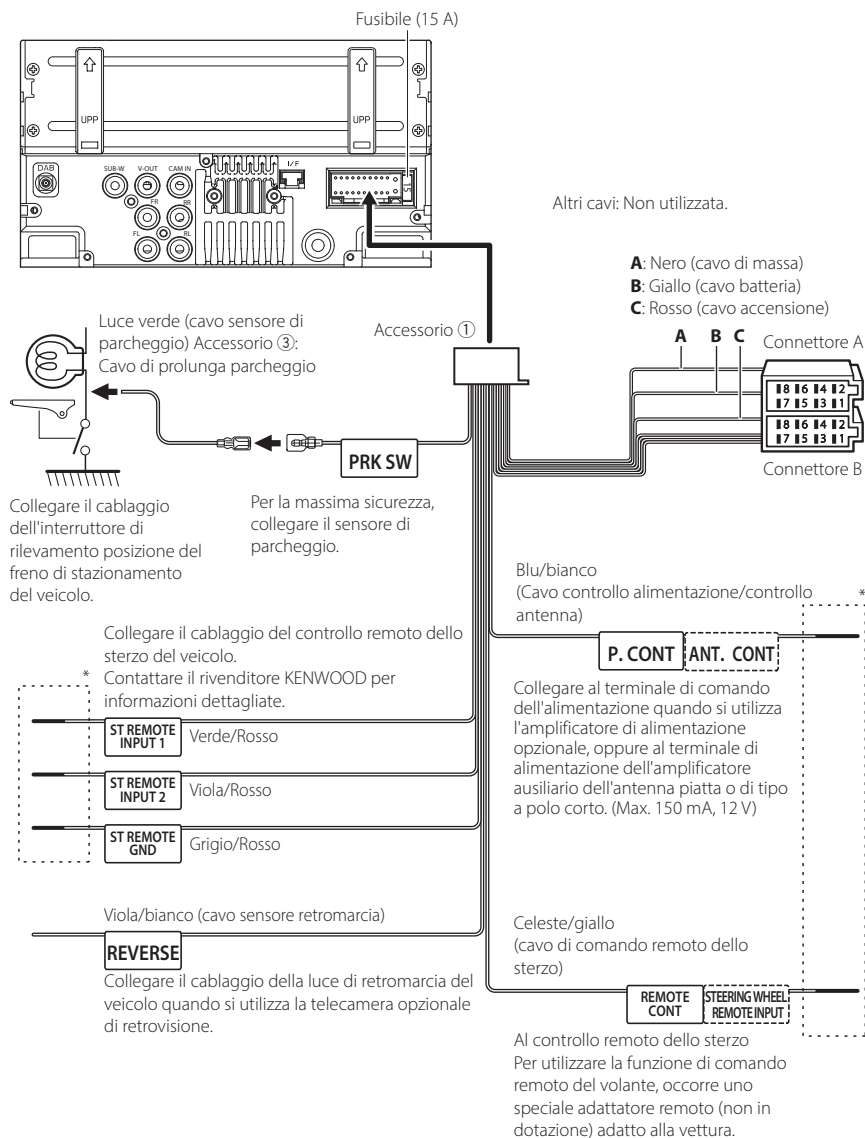 Fusibile (15 A)
UPP
UPP
DAB
SUB-W
V-OUT
CAM IN
I/F
15
FR
RR
FL
RL
Altri cavi: Non utilizzata.
A: Nero (cavo di massa)
B: Giallo (cavo batteria)
C: Rosso (cavo accensione)
A B C
Connettore A
8 6 4 2
7 5 3 1
8 6 4 2
7 5 3 1
Connettore B
Accessorio ①
Luce verde (cavo sensore di
parcheggio) Accessorio ③:
Cavo di prolunga parcheggio
PRK SW
Collegare il cablaggio
dell'interruttore di
rilevamento posizione del
freno di stazionamento
del veicolo.
Per la massima sicurezza,
collegare il sensore di
parcheggio.
Blu/bianco
(Cavo controllo alimentazione/controllo
antenna)
*
P. CONT
ANT. CONT
Collegare al terminale di comando
dell'alimentazione quando si utilizza
l'amplificatore di alimentazione
opzionale, oppure al terminale di
alimentazione dell'amplificatore
ausiliario dell'antenna piatta o di tipo
a polo corto. (Max. 150 mA, 12 V)
Collegare il cablaggio del controllo remoto dello
sterzo del veicolo.
* Contattare il rivenditore KENWOOD per
informazioni dettagliate.
ST REMOTE
INPUT 1
Verde/Rosso
ST REMOTE
INPUT 2
Viola/Rosso
ST REMOTE
GND
Grigio/Rosso
Viola/bianco (cavo sensore retromarcia)
REVERSE
Collegare il cablaggio della luce di retromarcia del
veicolo quando si utilizza la telecamera opzionale
di retrovisione.
Celeste/giallo
(cavo di comando remoto dello
sterzo)
REMOTE
CONT
STEERING WHEEL
REMOTE INPUT
Al controllo remoto dello sterzo
Per utilizzare la funzione di comando
remoto del volante, occorre uno
speciale adattatore remoto (non in
dotazione) adatto alla vettura.